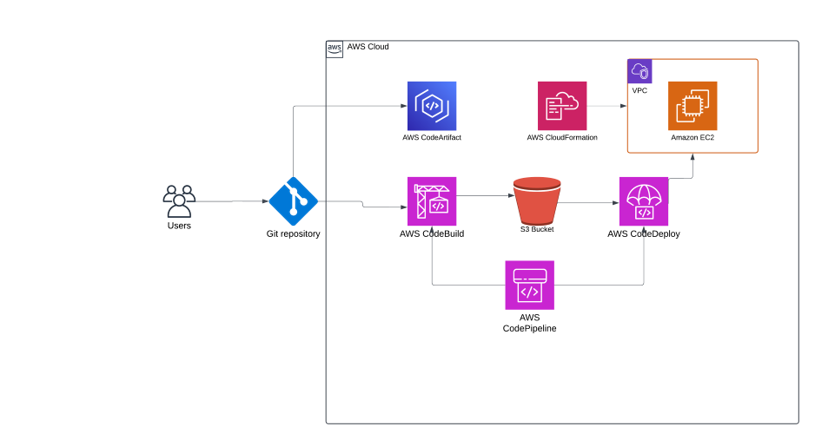 aws
AWS Cloud
VPC
AWS CodeArtifact
AWS CloudFormation
Amazon EC2
Users
Git repository
AWS CodeBuild
S3 Bucket
AWS CodeDeploy
AWS
CodePipeline